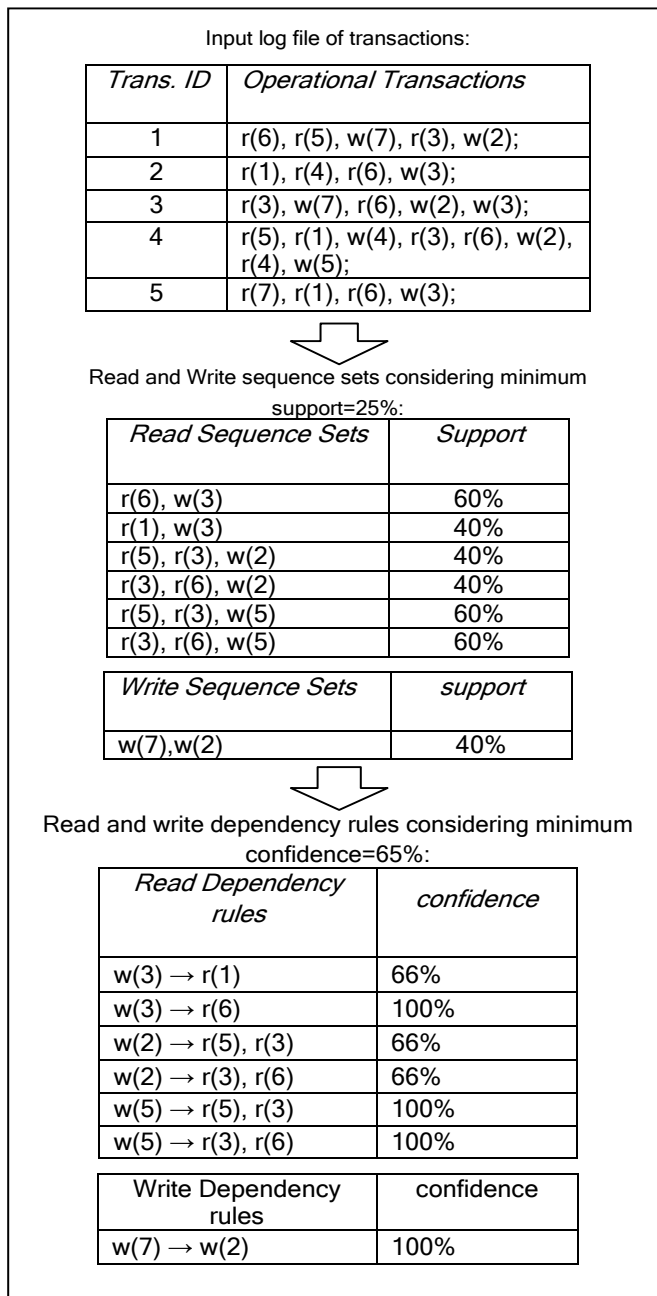 Input log file of transactions:
Trans. ID Operational Transactions
1 r(6), r(5), w(7), r(3), w(2);
2 r(1), r(4), r(6), w(3);
3 r(3), w(7), r(6), w(2), w(3);
4 r(5), r(1), w(4), r(3), r(6), w(2),
r(4), w(5);
5 r(7), r(1), r(6), w(3);
Read and Write sequence sets considering minimum
support=25%:
Read Sequence Sets Support
r(6), w(3) 60%
r(1), w(3) 40%
r(5), r(3), w(2) 40%
r(3), r(6), w(2) 40%
r(5), r(3), w(5) 60%
r(3), r(6), w(5) 60%
Write Sequence Sets support
w(7),w(2) 40%
Read and write dependency rules considering minimum
confidence=65%:
Read Dependency
rules confidence
w(3) → r(1) 66%
w(3) → r(6) 100%
w(2) → r(5), r(3) 66%
w(2) → r(3), r(6) 66%
w(5) → r(5), r(3) 100%
w(5) → r(3), r(6) 100%
Write Dependency
rules confidence
w(7) → w(2) 100%